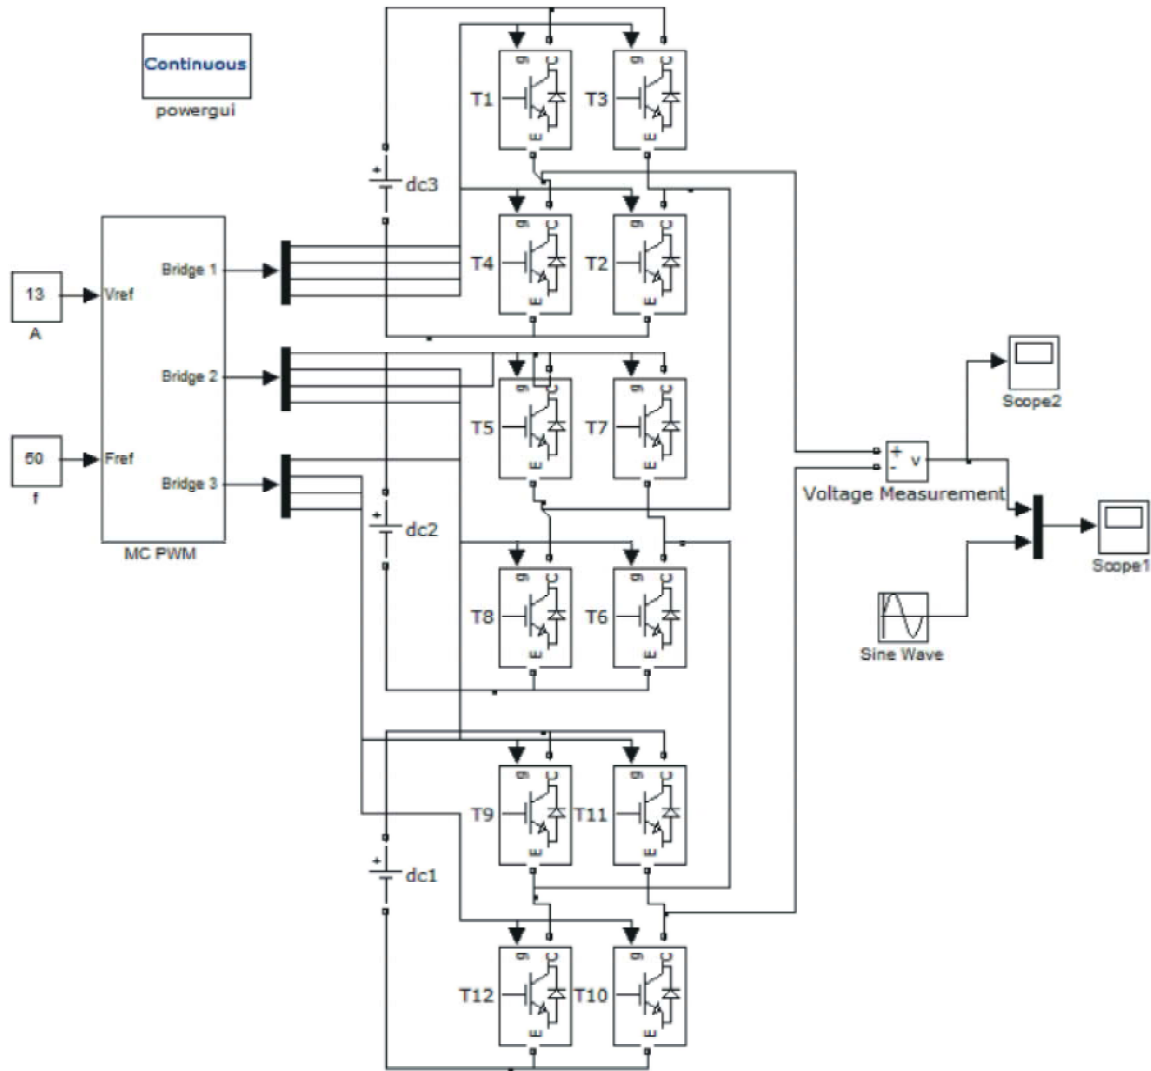 Continuous
powergui
g C
T1
E
g C
T3
E
dc3
+
g C
T4
E
g C
T2
E
Bridge 1
13
Vref
A
Bridge 2
60
Fref
f
Bridge 3
MC PWM
g C
T5
E
g C
T7
E
+
dc2
g C
T8
E
g C
T6
E
Scope2
+
-
v
Voltage Measurement
Scope1
Sine Wave
g C
T9
E
g C
T11
E
+
dc1
g C
T12
E
g C
T10
E